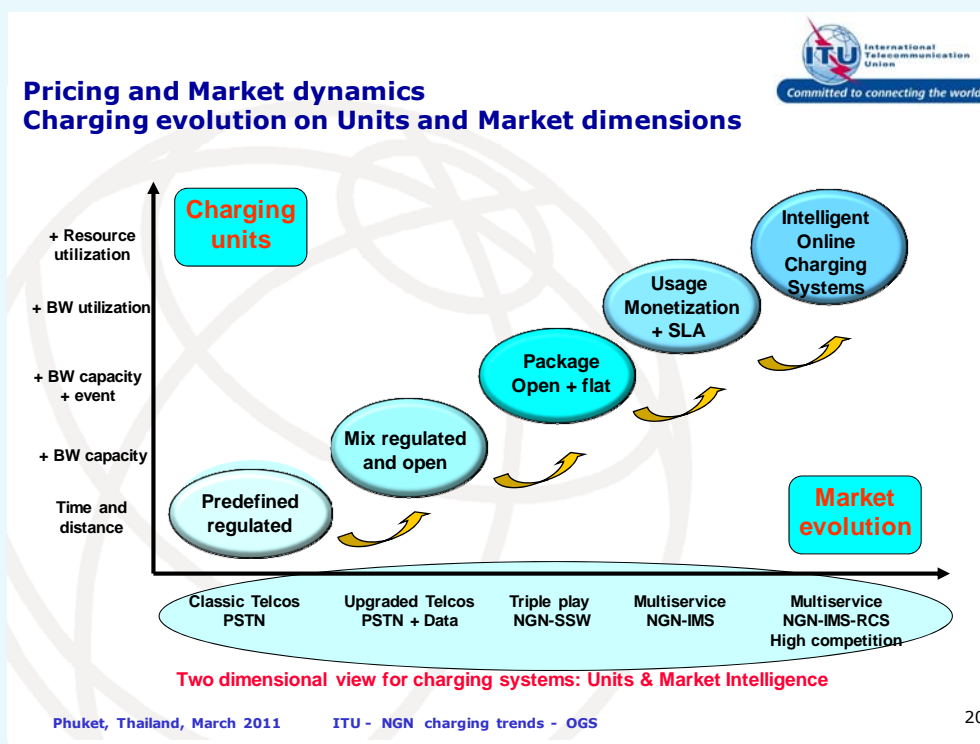 ITU
International
Telecommunication
Union
Committed to connecting the world
Pricing and Market dynamics
Charging evolution on Units and Market dimensions
Charging
units
+ Resource
utilization
+ BW utilization
+ BW capacity
+ event
+ BW capacity
Time and
distance
Intelligent
Online
Charging
Systems
Usage
Monetization
+ SLA
Package
Open + flat
Mix regulated
and open
Predefined
regulated
Market
evolution
Classic Telcos
PSTN
Upgraded Telcos
PSTN + Data
Triple play
NGN-SSW
Multiservice
NGN-IMS
Multiservice
NGN-IMS-RCS
High competition
Two dimensional view for charging systems: Units & Market Intelligence
Phuket, Thailand, March 2011 ITU - NGN charging trends - OGS
20